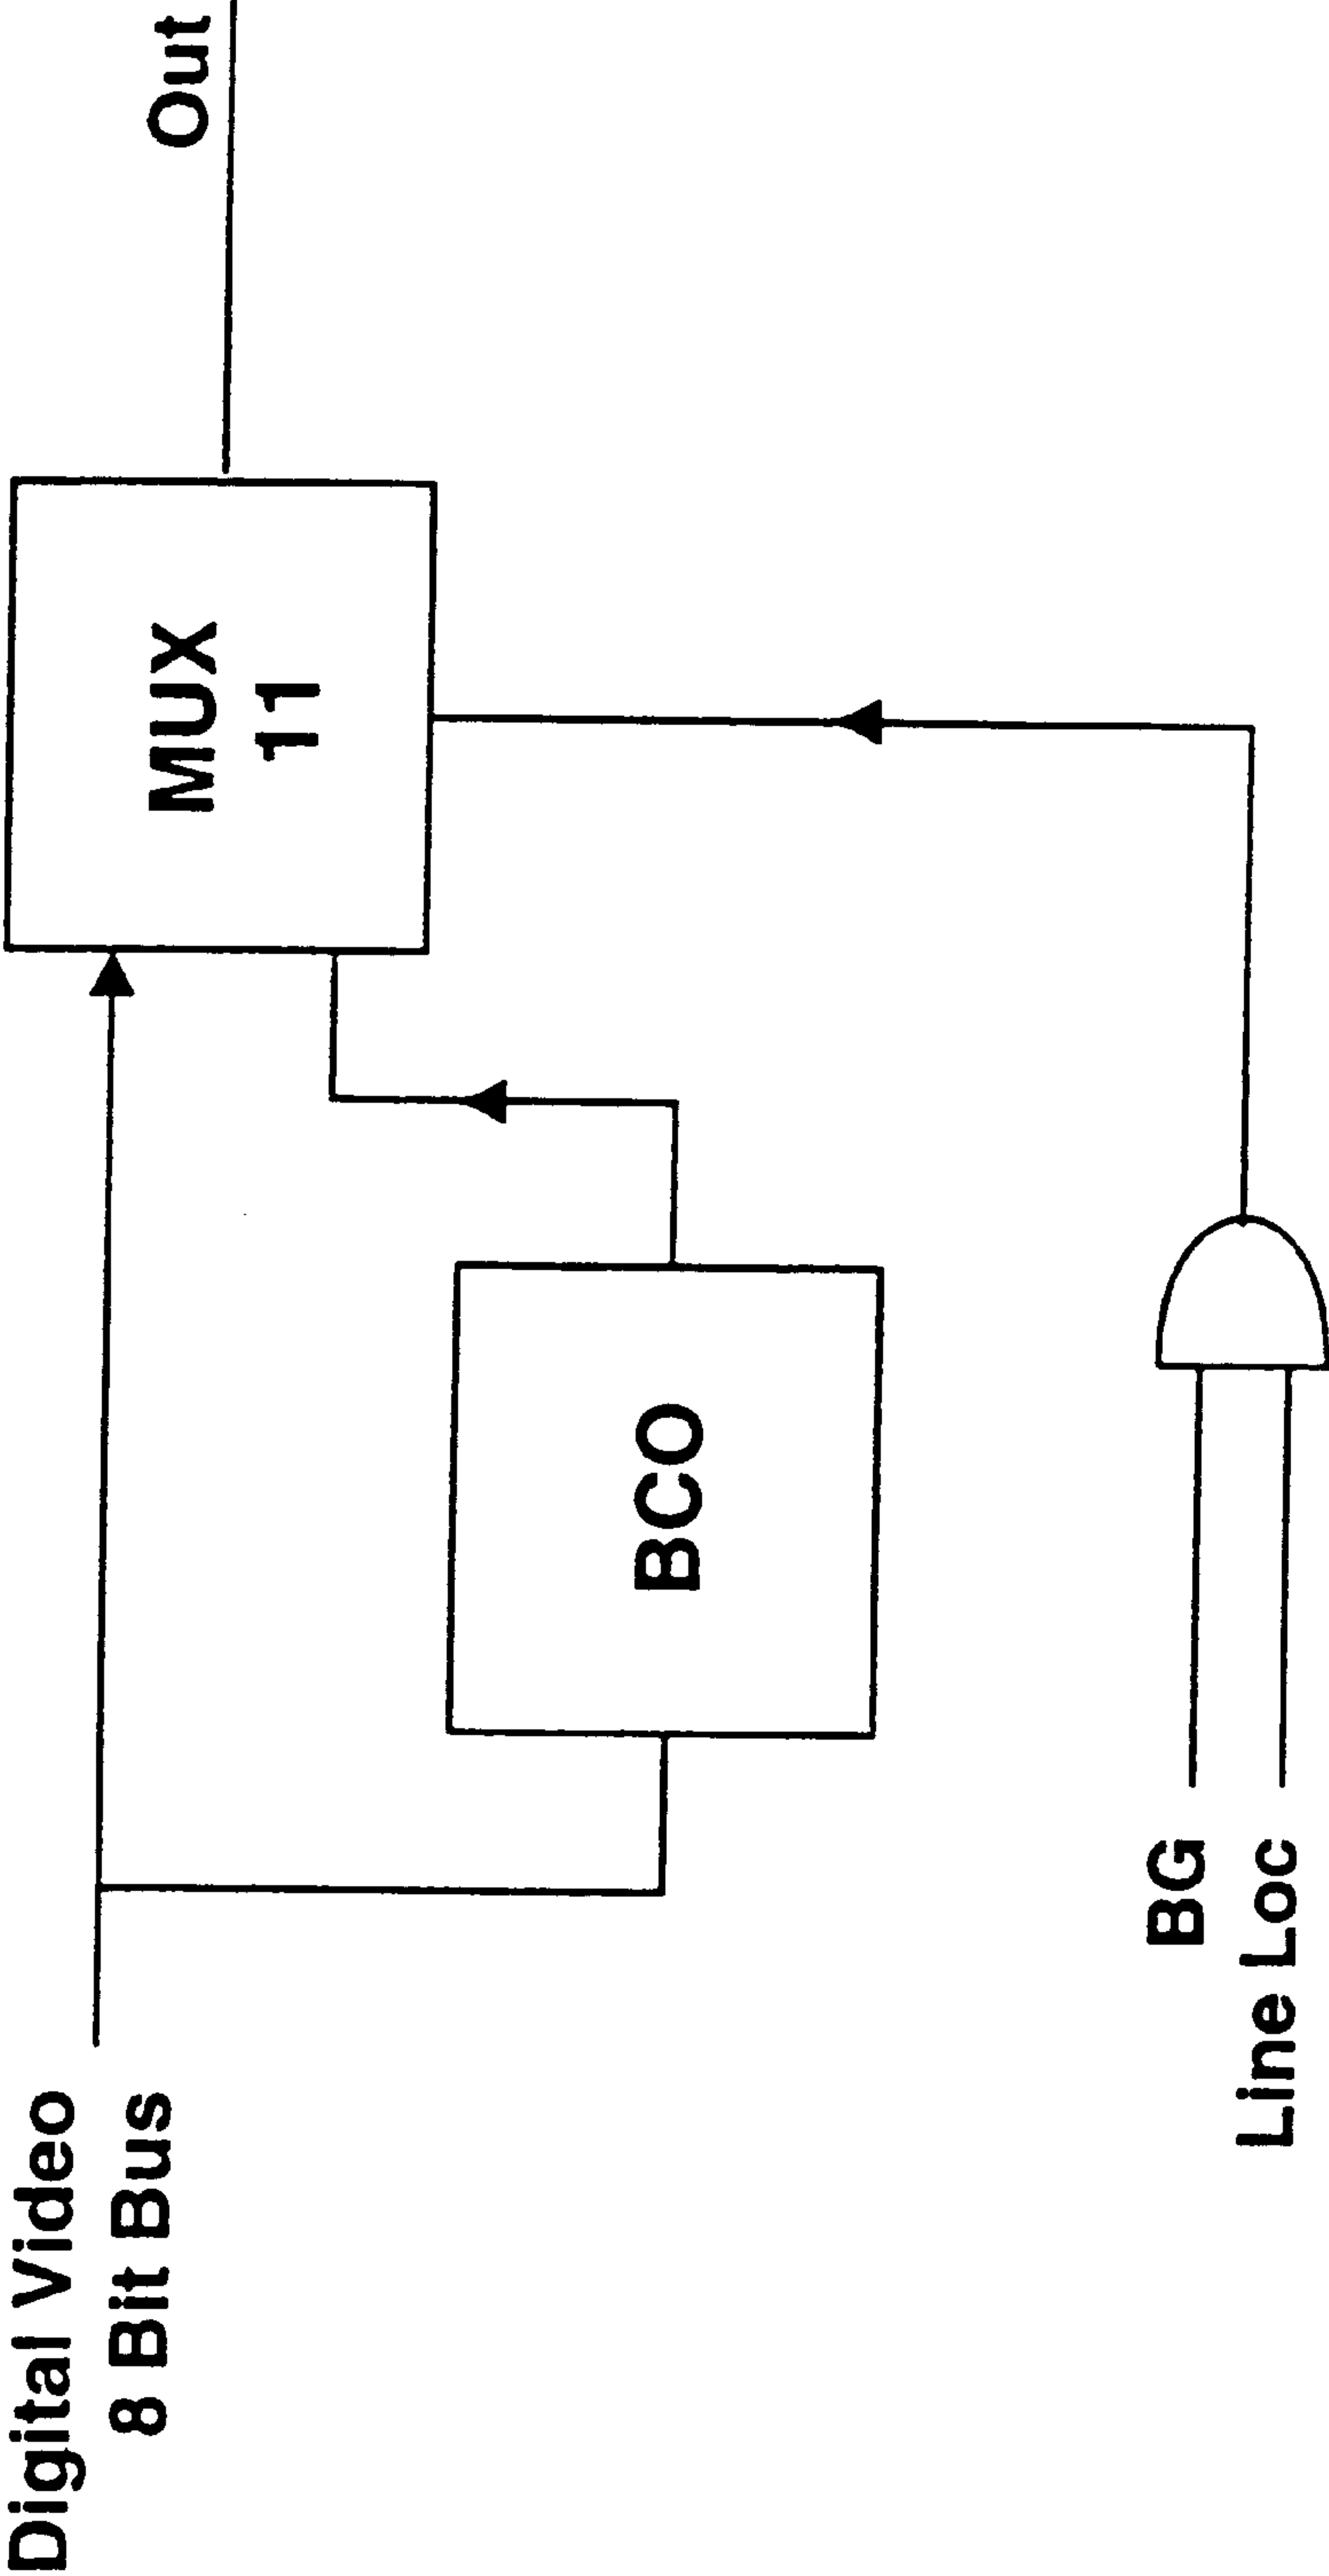 Digital Video
8 Bit Bus
MUX
11
Out
BCO
BG
Line Loc